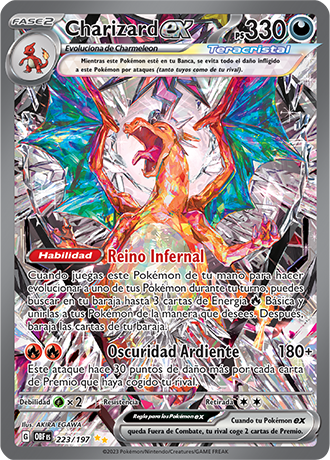 FASE 2 Charizard ex PS 330
Evoluciona de Charmeleon Teracristal
Mientras este Pokémon esté en tu Banca, se evita todo el daño infligido
a este Pokémon por ataques (tanto tuyos como de tu rival).
Habilidad Reino Infernal
Cuando juegas este Pokémon de tu mano para hacer
evolucionar a uno de tus Pokémon durante tu turno, puedes
buscar en tu baraja hasta 3 cartas de Energía Básica y
unirlas a tus Pokémon de la manera que desees. Después,
baraja las cartas de tu baraja.
Oscuridad Ardiente 180+
Este ataque hace 30 puntos de daño más por cada carta
de Premio que haya cogido tu rival.
Debilidad × 2 Resistencia Retirada
Ilus. AKIRA EGAWA
Regla para los Pokémon ex
G OBF ES 223/197
Cuando tu Pokémon ex
queda Fuera de Combate, tu rival coge 2 cartas de Premio.
©2023 Pokémon/Nintendo/Creatures/GAME FREAK